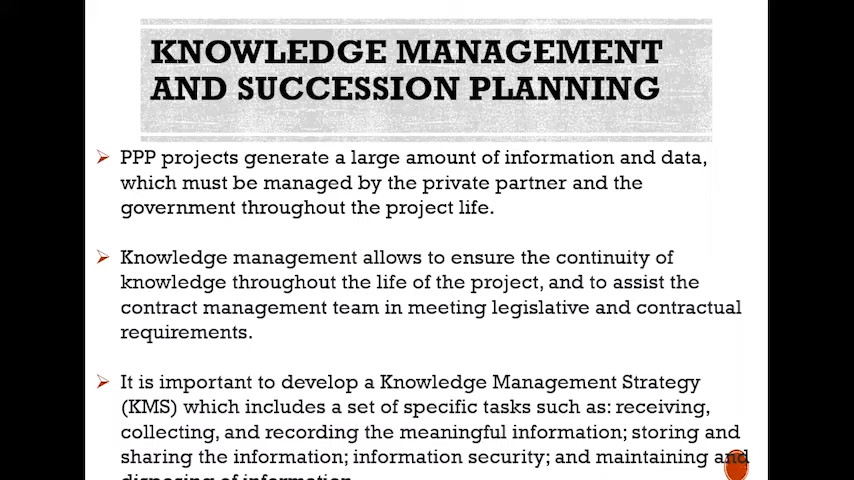 KNOWLEDGE MANAGEMENT
AND SUCCESSION PLANNING
PPP projects generate a large amount of information and data,
which must be managed by the private partner and the
government throughout the project life.
Knowledge management allows to ensure the continuity of
knowledge throughout the life of the project, and to assist the
contract management team in meeting legislative and contractual
requirements.
It is important to develop a Knowledge Management Strategy
(KMS) which includes a set of specific tasks such as: receiving,
collecting, and recording the meaningful information; storing and
sharing the information; information security; and maintaining and
disposing of information